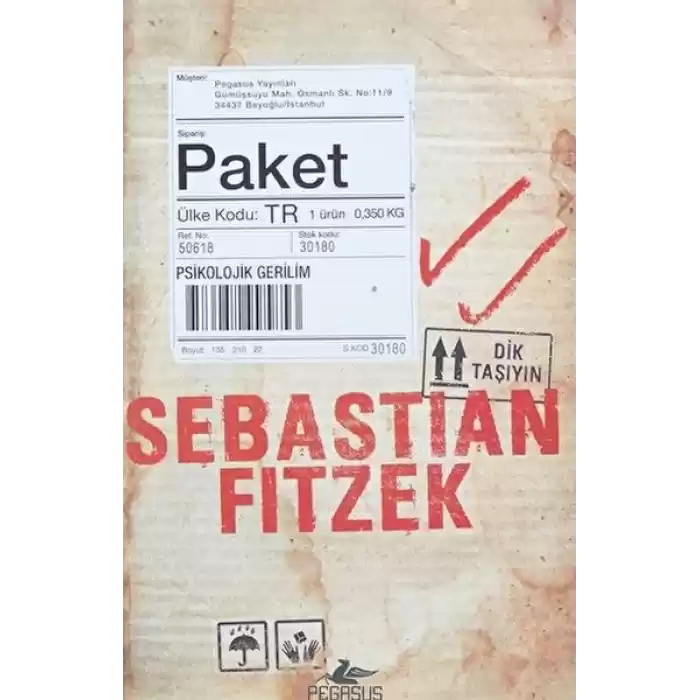 Müşteri: Pegasus Yayınları
Gümüşsuyu Mah. Osmanlı Sk. No:11/9
34437 Beyoğlu/İstanbul
Sipariş:
Paket
Ülke Kodu: TR 1 ürün 0,350 KG
Ref. No: Stok kodu:
50618 30180
PSİKOLOJİK GERİLİM
Boyut: 135 210 22 S.KOD 30180
DİK
TAŞIYIN
SEBASTIAN
FITZEK
PEGASUS